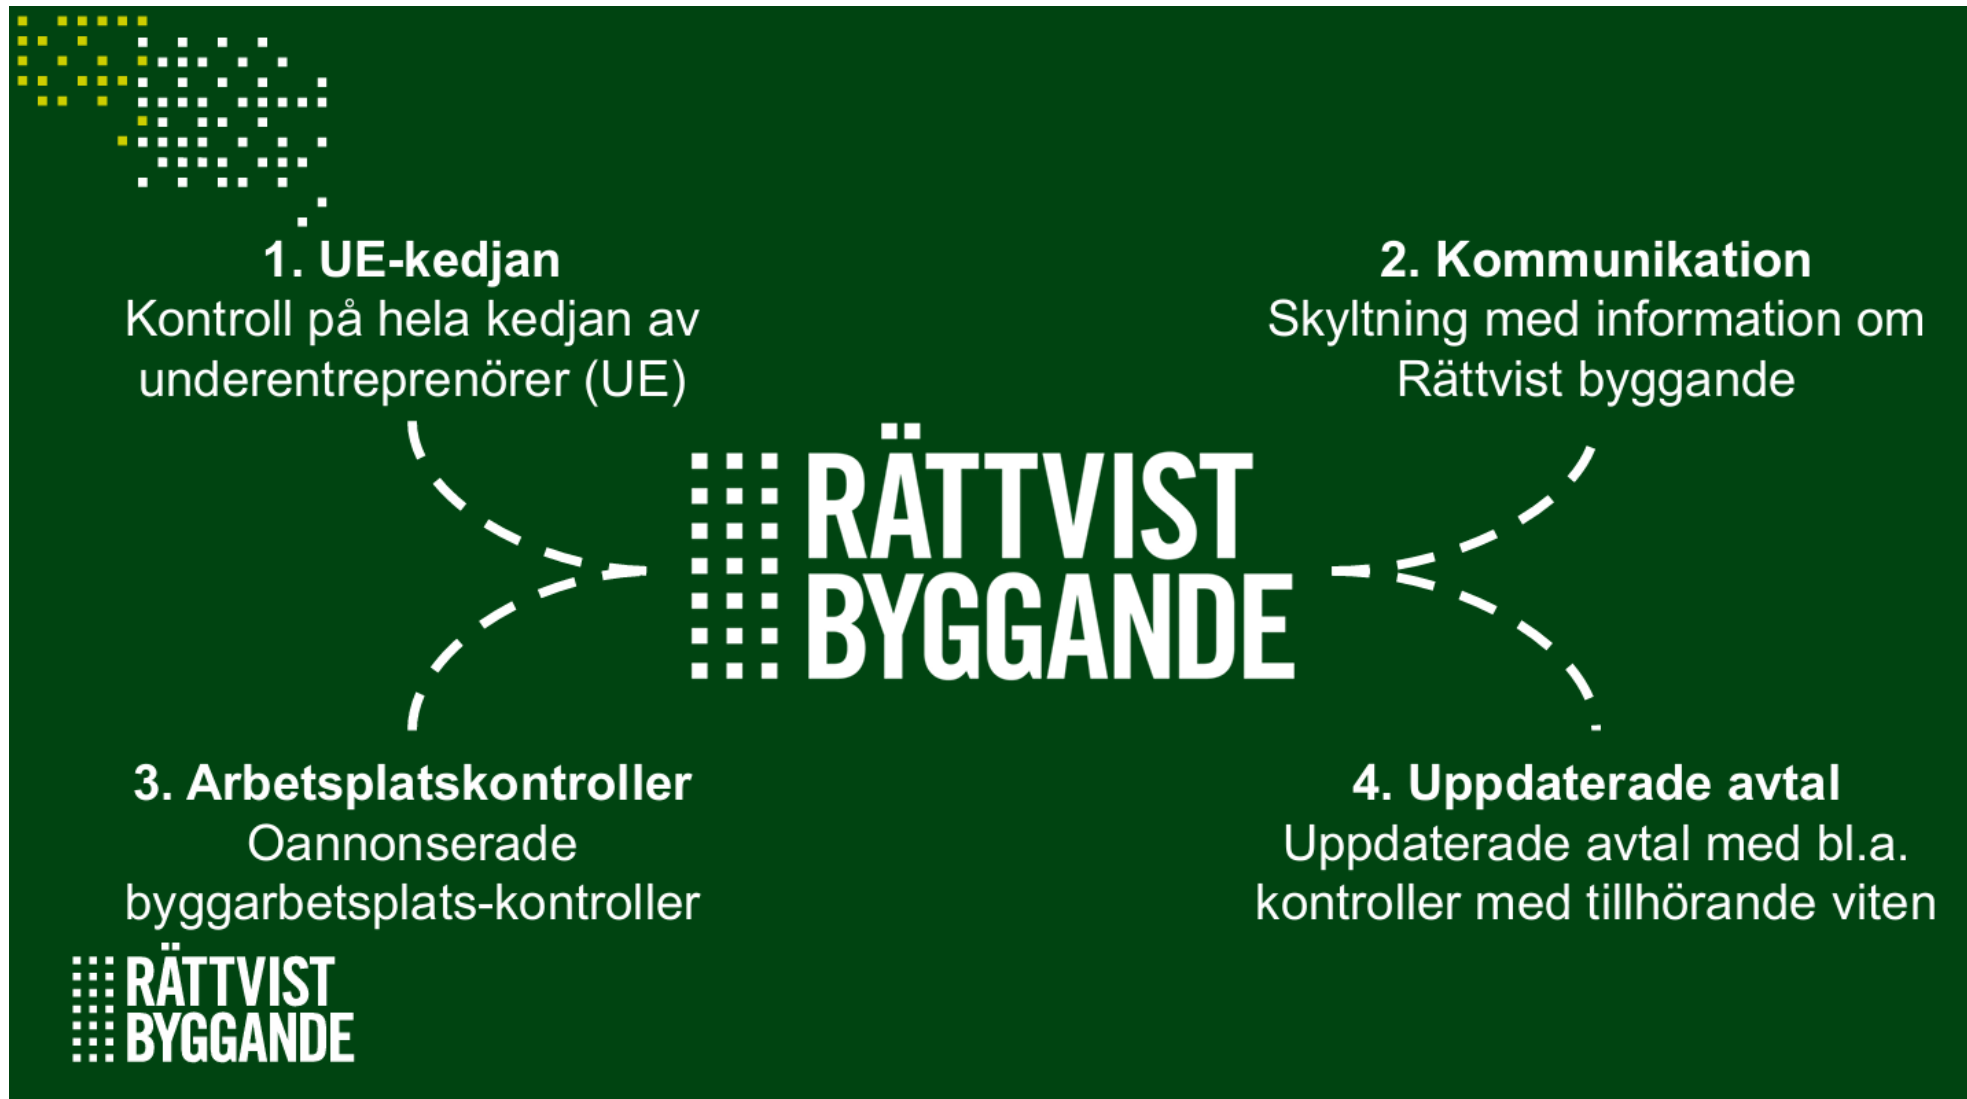 1. UE-kedjan
Kontroll på hela kedjan av
underentreprenörer (UE)
2. Kommunikation
Skyltning med information om
Rättvist byggande
RÄTTVIST
BYGGANDE
3. Arbetsplatskontroller
Oannonserade
byggarbetsplats-kontroller
4. Uppdaterade avtal
Uppdaterade avtal med bl.a.
kontroller med tillhörande viten
RÄTTVIST
BYGGANDE